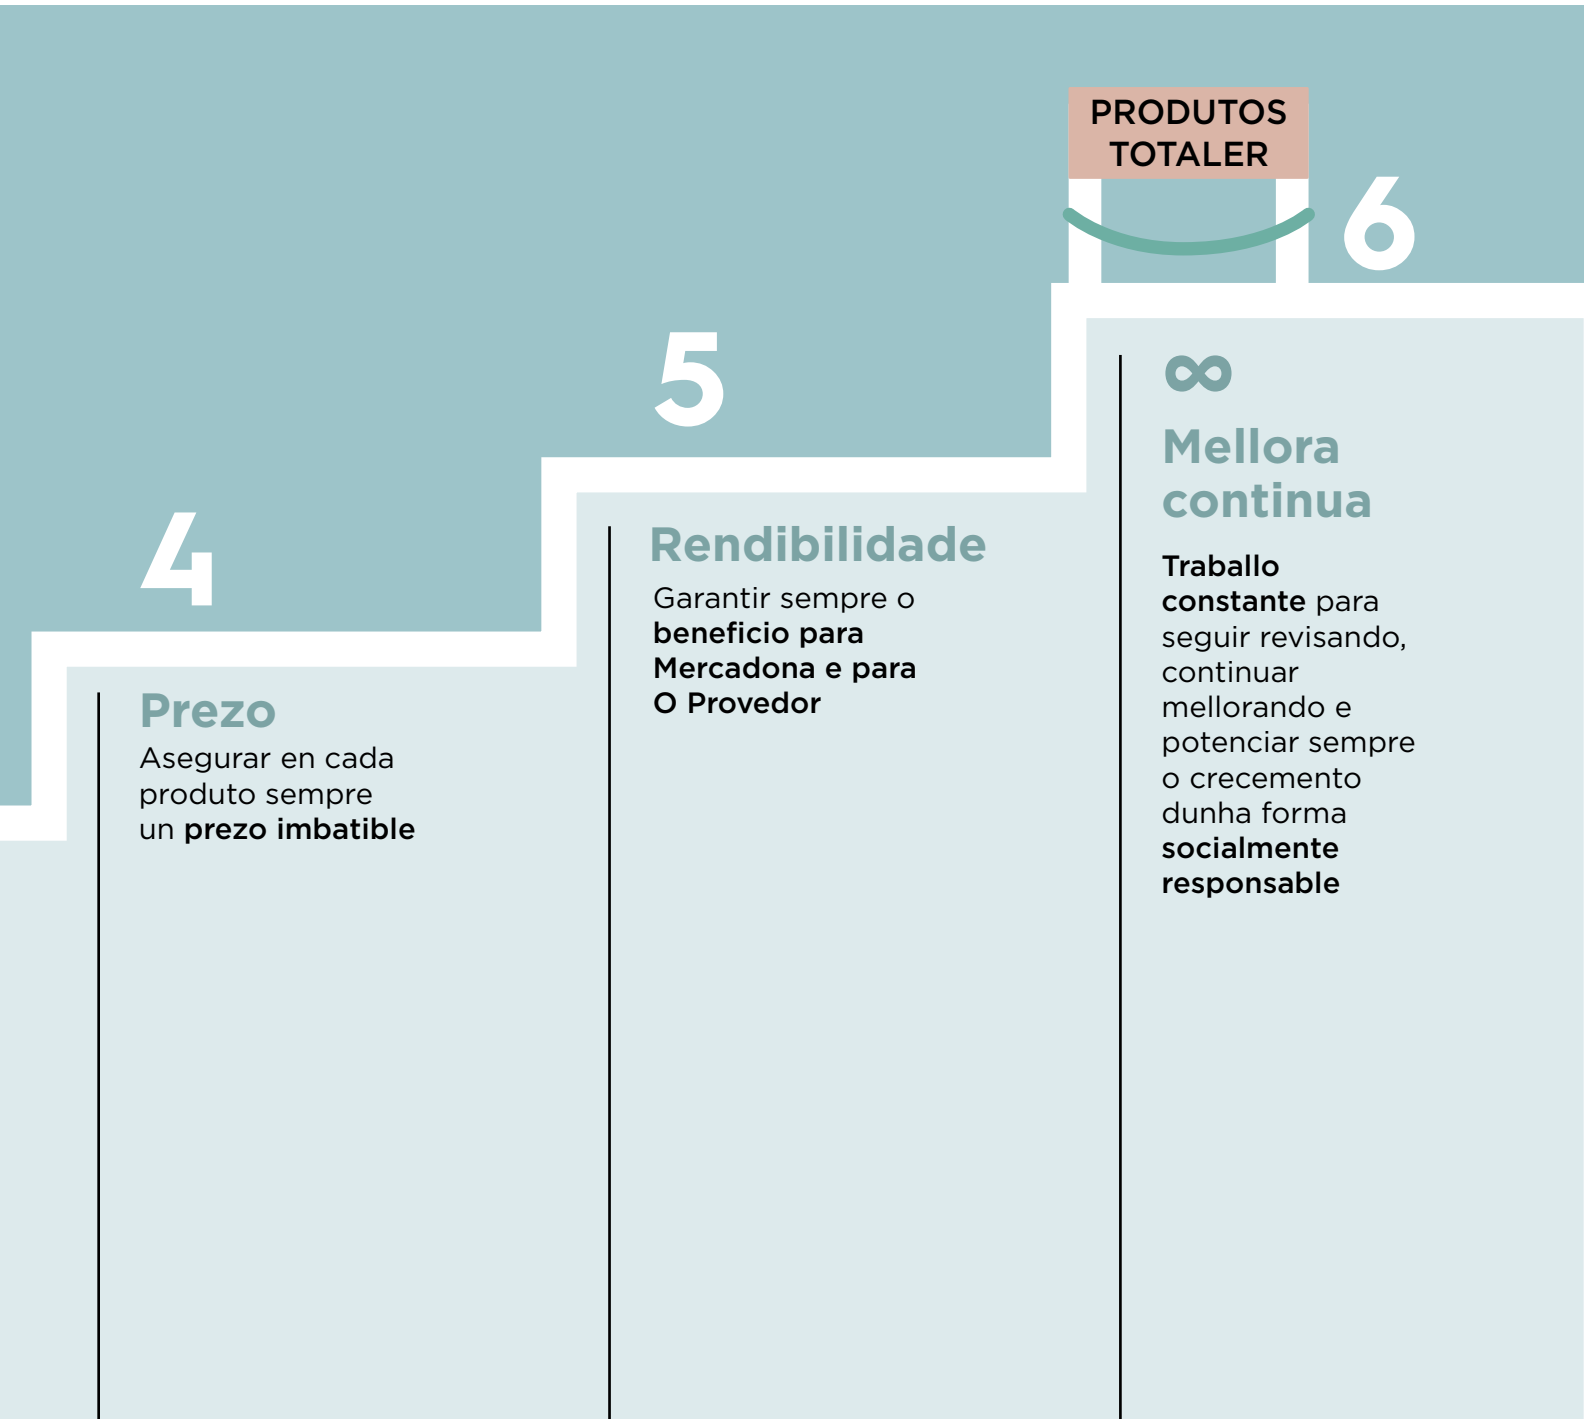 4
Prezo
Asegurar en cada
produto sempre
un prezo imbatible
5
Rendibilidade
Garantir sempre o
beneficio para
Mercadona e para
O Provedor
PRODUTOS
TOTALER
6
∞
Mellora
continua
Traballo
constante para
seguir revisando,
continuar
mellorando e
potenciar sempre
o crecemento
dunha forma
socialmente
responsable